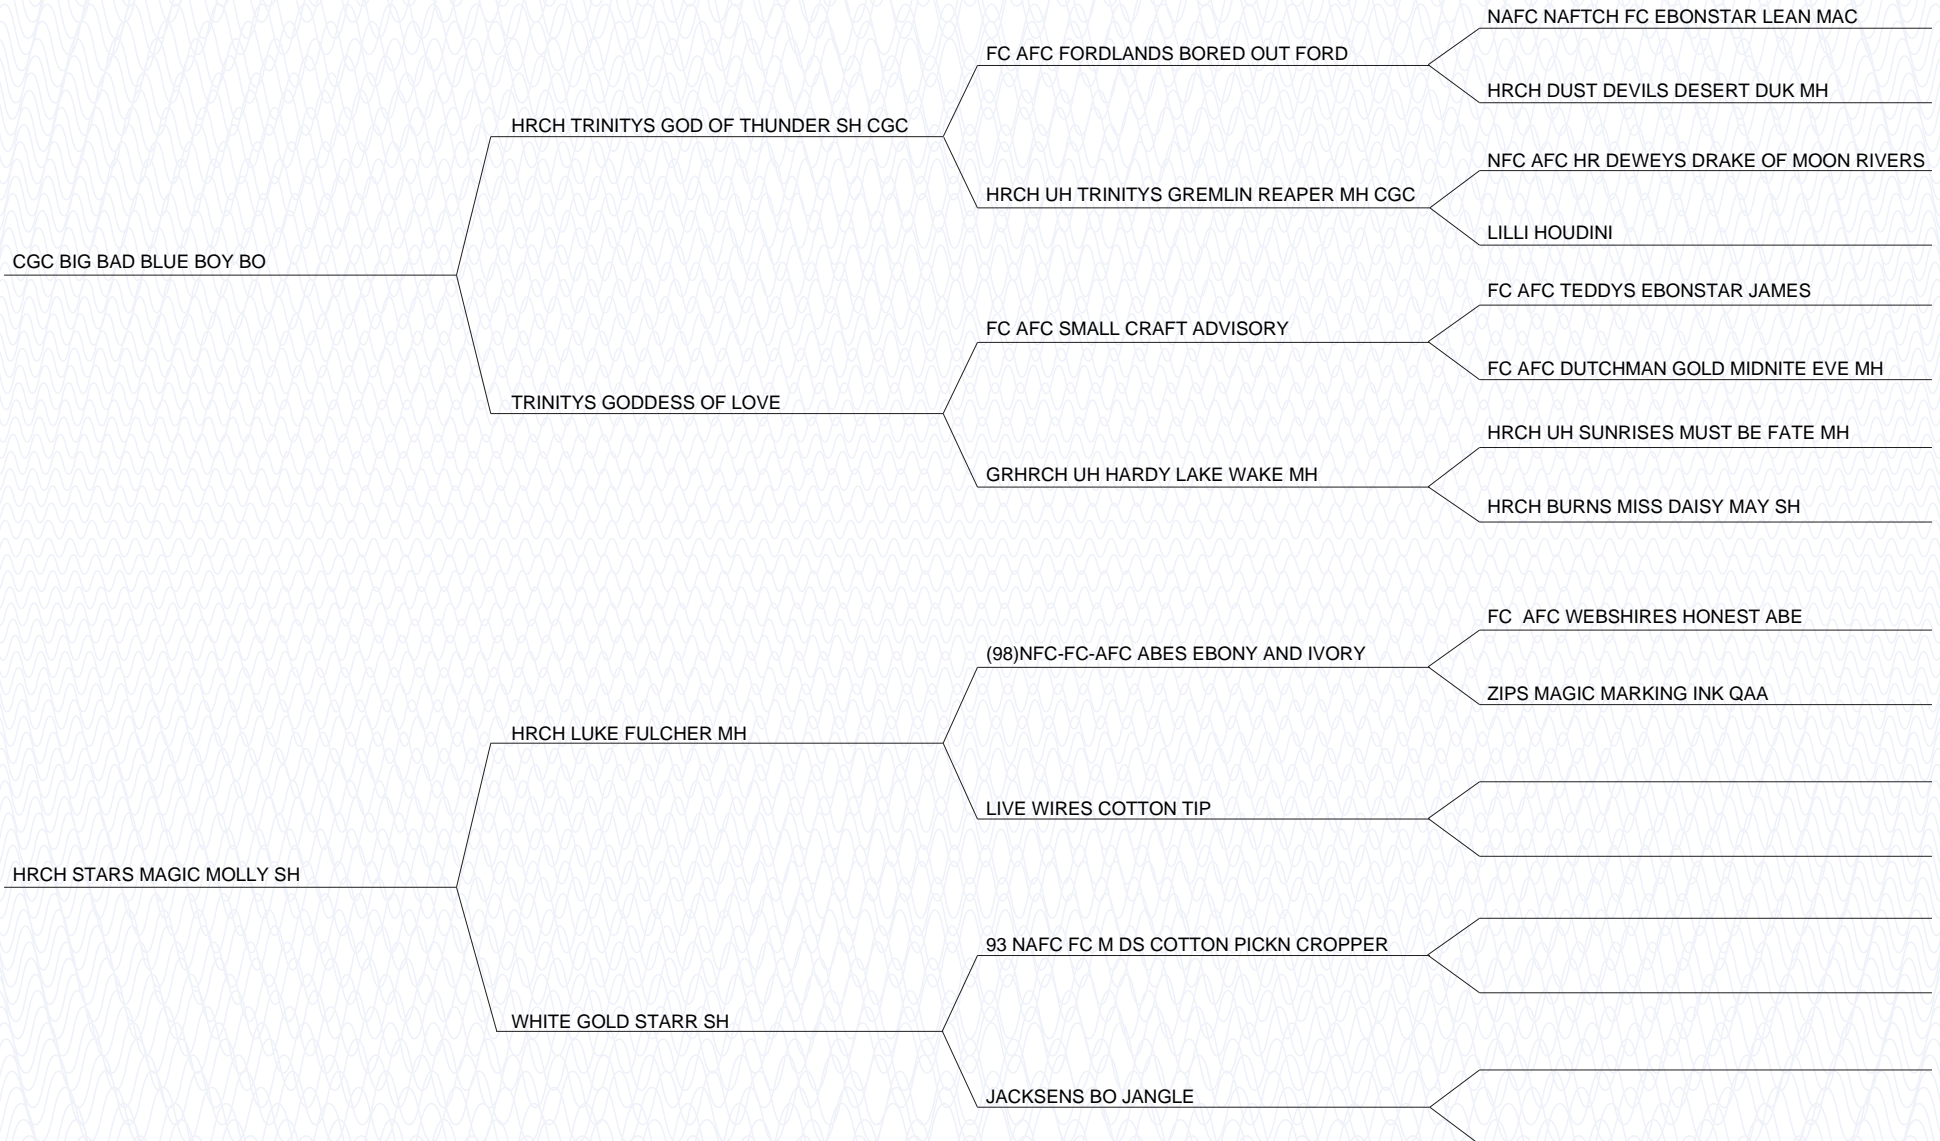 NAFC NAFTCH FC EBONSTAR LEAN MAC
FC AFC FORDLANDS BORED OUT FORD
HRCH DUST DEVILS DESERT DUK MH
HRCH TRINITYS GOD OF THUNDER SH CGC
NFC AFC HR DEWEYS DRAKE OF MOON RIVERS
HRCH UH TRINITYS GREMLIN REAPER MH CGC
LILLI HOUDINI
CGC BIG BAD BLUE BOY BO
FC AFC TEDDYS EBONSTAR JAMES
FC AFC SMALL CRAFT ADVISORY
FC AFC DUTCHMAN GOLD MIDNITE EVE MH
TRINITYS GODDESS OF LOVE
HRCH UH SUNRISES MUST BE FATE MH
GRHRCH UH HARDY LAKE WAKE MH
HRCH BURNS MISS DAISY MAY SH
FC  AFC WEBSHIRES HONEST ABE
(98)NFC-FC-AFC ABES EBONY AND IVORY
ZIPS MAGIC MARKING INK QAA
HRCH LUKE FULCHER MH
LIVE WIRES COTTON TIP
HRCH STARS MAGIC MOLLY SH
93 NAFC FC M DS COTTON PICKN CROPPER
WHITE GOLD STARR SH
JACKSENS BO JANGLE